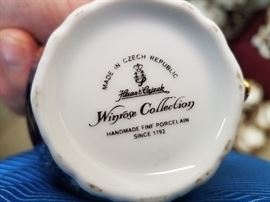 MADE IN CZECH REPUBLIC
Haas & Czjzek
Winrose Collection
HANDMADE FINE PORCELAIN
SINCE 1792